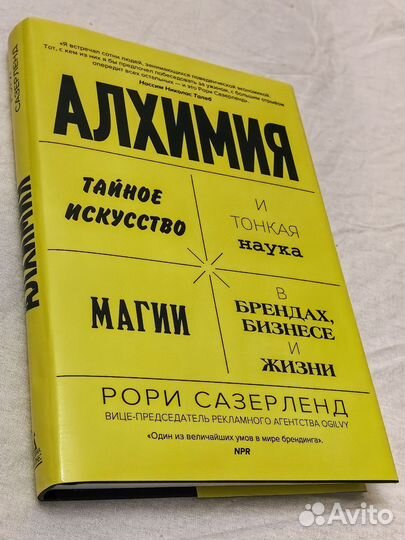 «Я встречал сотни людей, занимающихся поведенческой экономикой.
Тот, с кем из них я бы предпочел побеседовать за ужином, с большим отрывом
опередит всех остальных — и это Рори Сазерленд».
Нассим Николас Талеб
АЛХИМИЯ
ТАЙНОЕ
ИСКУССТВО
И
ТОНКАЯ
наука
МАГИИ
В
БРЕНДАХ,
БИЗНЕСЕ
И
ЖИЗНИ
РОРИ САЗЕРЛЕНД
ВИЦЕ-ПРЕДСЕДАТЕЛЬ РЕКЛАМНОГО АГЕНТСТВА OGILVY
«Один из величайших умов в мире брендинга».
NPR
САЗЕРЛЕНД
АЛХИМИЯ
Avito